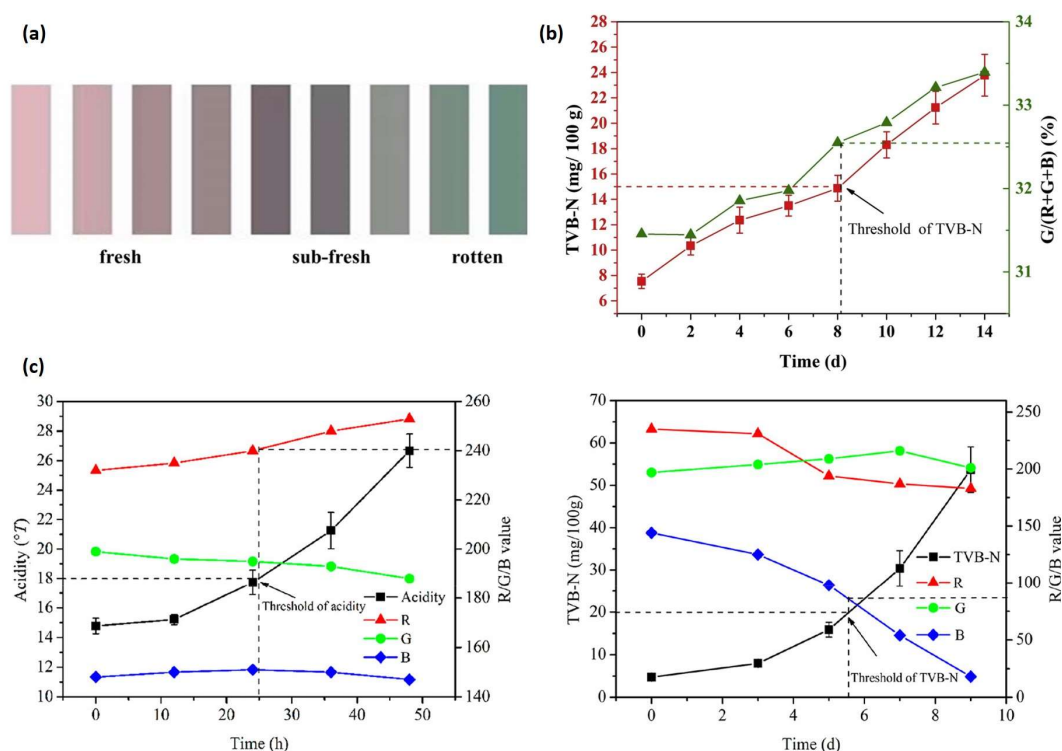 (a)
fresh
sub-fresh
rotten
(b)
TVB-N (mg/ 100 g)
28
26
24
22
20
18
16
14
12
10
8
6
34
33
32
31
G/(R+G+B) (%)
Threshold of TVB-N
0 2 4 6 8 10 12 14
Time (d)
(c)
Acidity (°T)
30
28
26
24
22
20
18
16
14
12
10
260
240
220
200
180
160
140
R/G/B value
Threshold of acidity
Acidity
R
G
B
0 10 20 30 40 50
Time (h)
TVB-N (mg/100g)
70
60
50
40
30
20
10
0
250
200
150
100
50
0
R/G/B value
TVB-N
R
G
B
Threshold of TVB-N
0 2 4 6 8 10
Time (d)